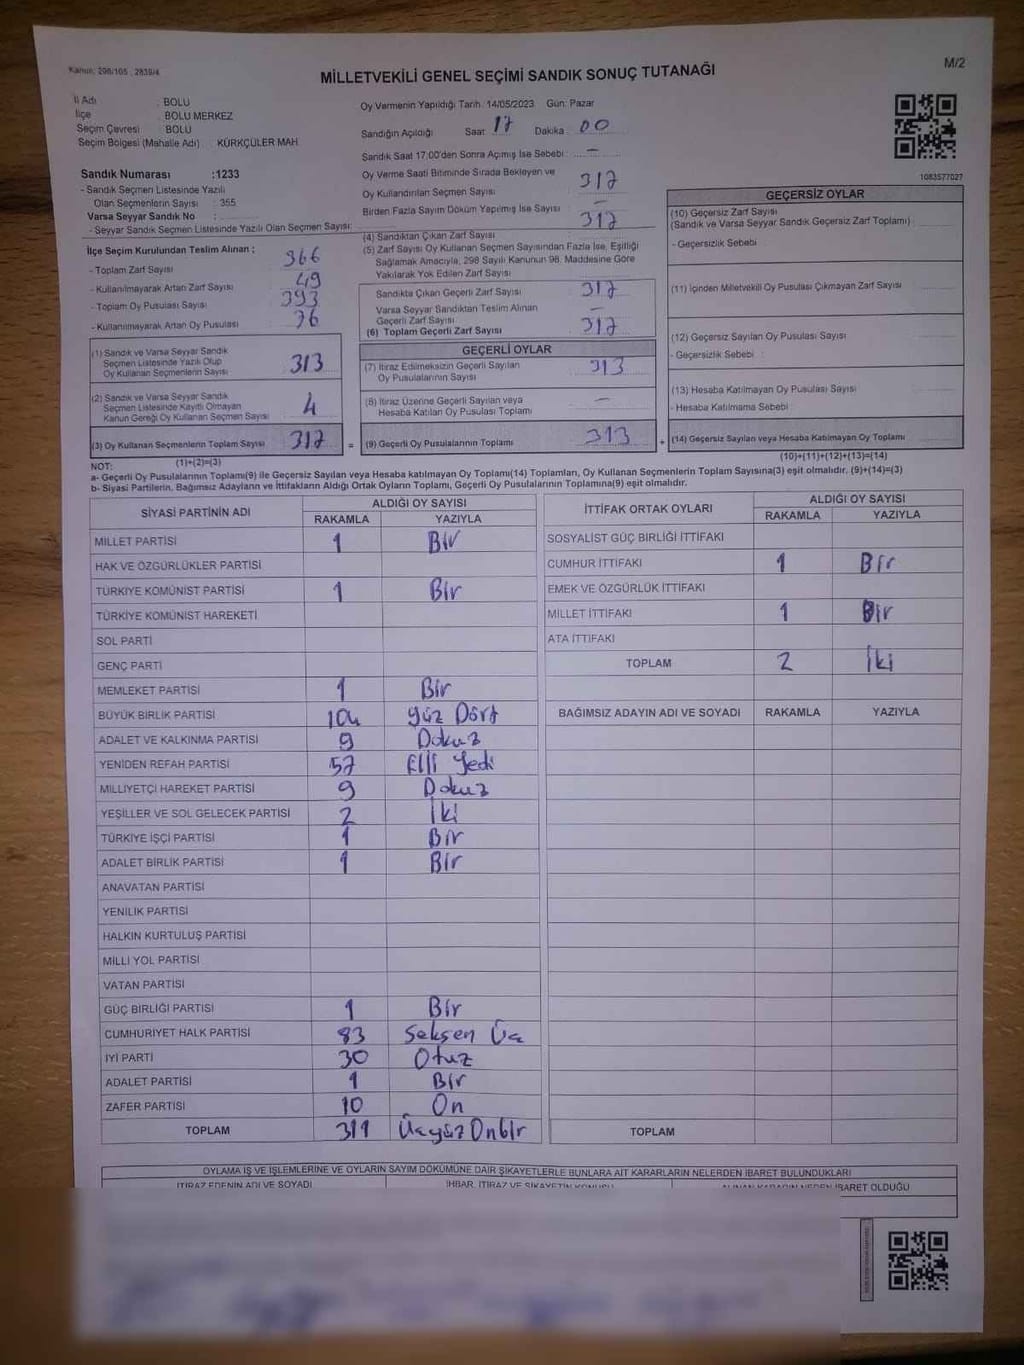 Kanun: 298/105 , 2839/4
M/2
MİLLETVEKİLİ GENEL SEÇİMİ SANDIK SONUÇ TUTANAĞI
İl Adı : BOLU
İlçe : BOLU MERKEZ
Seçim Çevresi : BOLU
Seçim Bölgesi (Mahalle Adı) : KÜRKÇÜLER MAH
Sandık Numarası :1233
- Sandık Seçmen Listesinde Yazılı
Olan Seçmenlerin Sayısı : 355
Varsa Seyyar Sandık No :
- Seyyar Sandık Seçmen Listesinde Yazılı Olan Seçmen Sayısı:
Oy Vermenin Yapıldığı Tarih: 14/05/2023 Gün: Pazar
Sandığın Açıldığı Saat: 17 Dakika: 00
Sandık Saat 17:00'den Sonra Açımış İse Sebebi : —
Oy Verme Saati Bitiminde Sırada Bekleyen ve
Oy Kullandırılan Seçmen Sayısı 317
Birden Fazla Sayım Döküm Yapılmış İse Sayısı —
(4) Sandıktan Çıkan Zarf Sayısı 317
(5) Zarf Sayısı Oy Kullanan Seçmen Sayısından Fazla İse, Eşitliği
Sağlamak Amacıyla, 298 Sayılı Kanunun 98. Maddesine Göre
Yakılarak Yok Edilen Zarf Sayısı
İlçe Seçim Kurulundan Teslim Alınan :
- Toplam Zarf Sayısı 366
- Kullanılmayarak Artan Zarf Sayısı 49
- Toplam Oy Pusulası Sayısı 393
- Kullanılmayarak Artan Oy Pusulası 76
Sandıkta Çıkan Geçerli Zarf Sayısı 317
Varsa Seyyar Sandıktan Teslim Alınan
Geçerli Zarf Sayısı —
(6) Toplam Geçerli Zarf Sayısı 317
(1) Sandık ve Varsa Seyyar Sandık
Seçmen Listesinde Yazılı Olup
Oy Kullanan Seçmenlerin Sayısı 313
(2) Sandık ve Varsa Seyyar Sandık
Seçmen Listesinde Kayıtlı Olmayan
Kanun Gereği Oy Kullanan Seçmen Sayısı 4
(3) Oy Kullanan Seçmenlerin Toplam Sayısı 317 =
(1)+(2)=(3)
GEÇERLİ OYLAR
(7) İtiraz Edilmeksizin Geçerli Sayılan
Oy Pusulalarının Sayısı 313
(8) İtiraz Üzerine Geçerli Sayılan veya
Hesaba Katılan Oy Pusulası Toplamı —
(9) Geçerli Oy Pusulalarının Toplamı 313 +
1083577027
GEÇERSİZ OYLAR
(10) Geçersiz Zarf Sayısı
(Sandık ve Varsa Seyyar Sandık Geçersiz Zarf Toplamı) :
- Geçersizlik Sebebi
(11) İçinden Milletvekili Oy Pusulası Çıkmayan Zarf Sayısı
(12) Geçersiz Sayılan Oy Pusulası Sayısı
- Geçersizlik Sebebi :
(13) Hesaba Katılmayan Oy Pusulası Sayısı
- Hesaba Katılmama Sebebi :
(14) Geçersiz Sayılan veya Hesaba Katılmayan Oy Toplamı
(10)+(11)+(12)+(13)=(14)
NOT:
a- Geçerli Oy Pusulalarının Toplamı(9) ile Geçersiz Sayılan veya Hesaba katılmayan Oy Toplamı(14) Toplamları, Oy Kullanan Seçmenlerin Toplam Sayısına(3) eşit olmalıdır. (9)+(14)=(3)
b- Siyasi Partilerin, Bağımsız Adayların ve İttifakların Aldığı Ortak Oyların Toplamı, Geçerli Oy Pusulalarının Toplamına(9) eşit olmalıdır.
SİYASİ PARTİNİN ADI ALDIĞI OY SAYISI
RAKAMLA YAZIYLA
MİLLET PARTİSİ 1 Bir
HAK VE ÖZGÜRLÜKLER PARTİSİ
TÜRKİYE KOMÜNİST PARTİSİ 1 Bir
TÜRKİYE KOMÜNİST HAREKETİ
SOL PARTİ
GENÇ PARTİ
MEMLEKET PARTİSİ 1 Bir
BÜYÜK BİRLİK PARTİSİ 104 Yüz Dört
ADALET VE KALKINMA PARTİSİ 9 Dokuz
YENİDEN REFAH PARTİSİ 57 Elli Yedi
MİLLİYETÇİ HAREKET PARTİSİ 9 Dokuz
YEŞİLLER VE SOL GELECEK PARTİSİ 2 İki
TÜRKİYE İŞÇİ PARTİSİ 1 Bir
ADALET BİRLİK PARTİSİ 1 Bir
ANAVATAN PARTİSİ
YENİLİK PARTİSİ
HALKIN KURTULUŞ PARTİSİ
MİLLİ YOL PARTİSİ
VATAN PARTİSİ
GÜÇ BİRLİĞİ PARTİSİ 1 Bir
CUMHURİYET HALK PARTİSİ 83 Seksen Üç
İYİ PARTİ 30 Otuz
ADALET PARTİSİ 1 Bir
ZAFER PARTİSİ 10 On
TOPLAM 311 Üçyüz Onbir
İTTİFAK ORTAK OYLARI ALDIĞI OY SAYISI
RAKAMLA YAZIYLA
SOSYALİST GÜÇ BİRLİĞİ İTTİFAKI
CUMHUR İTTİFAKI 1 Bir
EMEK VE ÖZGÜRLÜK İTTİFAKI
MİLLET İTTİFAKI 1 Bir
ATA İTTİFAKI
TOPLAM 2 İki
BAĞIMSIZ ADAYIN ADI VE SOYADI RAKAMLA YAZIYLA
TOPLAM
OYLAMA İŞ VE İŞLEMLERİNE VE OYLARIN SAYIM DÖKÜMÜNE DAİR ŞİKAYETLERLE BUNLARA AİT KARARLARIN NELERDEN İBARET BULUNDUKLARI
İTİRAZ EDENİN ADI VE SOYADI İHBAR, İTİRAZ VE ŞİKAYETİN KONUSU ALINAN KARARIN NEDEN İBARET OLDUĞU